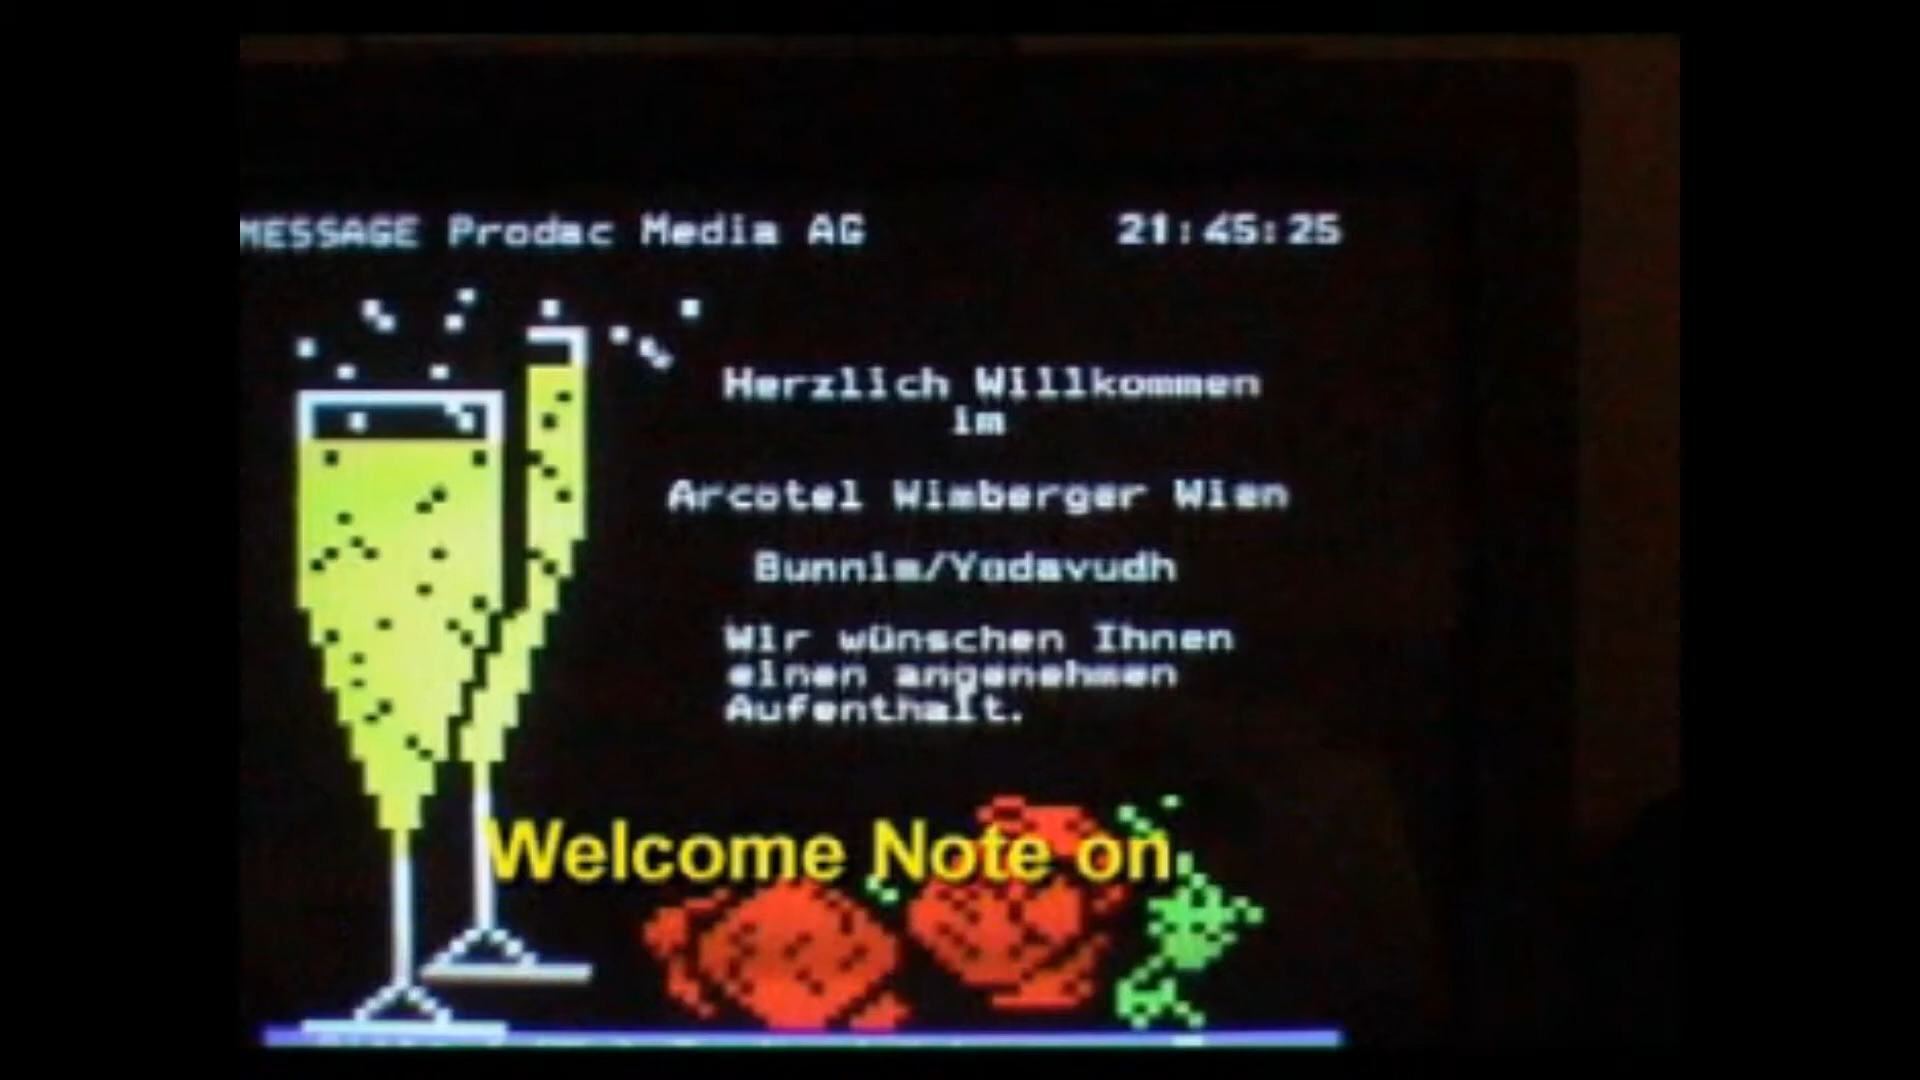 MESSAGE Prodac Media AG 21:45:25
Herzlich Willkommen
im
Arcotel Wimberger Wien
Bunnim/Yodavudh
Wir wünschen Ihnen
einen angenehmen
Aufenthalt.
Welcome Note on